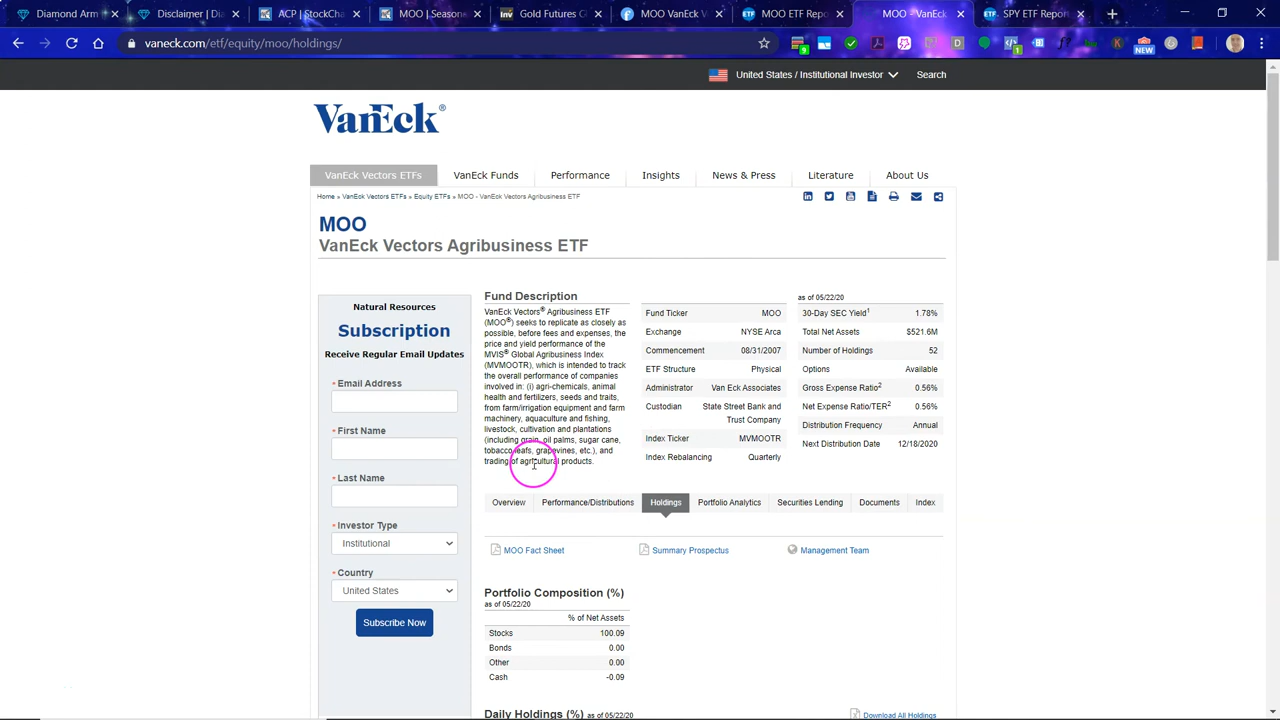 Diamond Arm
Disclaimer | Dia
ACP | StockCha
MOO | Season
Gold Futures C
MOO VanEck V
MOO ETF Repo
MOO - VanEck
SPY ETF Report
vaneck.com/etf/equity/moo/holdings/
9
1
NEW
United States / Institutional Investor
Search
VanEck®
VanEck Vectors ETFs
VanEck Funds
Performance
Insights
News & Press
Literature
About Us
Home » VanEck Vectors ETFs » Equity ETFs » MOO - VanEck Vectors Agribusiness ETF
MOO
VanEck Vectors Agribusiness ETF
Natural Resources
Subscription
Receive Regular Email Updates
* Email Address
* First Name
* Last Name
* Investor Type
Institutional
* Country
United States
Subscribe Now
Fund Description
VanEck Vectors® Agribusiness ETF
(MOO®) seeks to replicate as closely as
possible, before fees and expenses, the
price and yield performance of the
MVIS® Global Agribusiness Index
(MVMOOTR), which is intended to track
the overall performance of companies
involved in: (i) agri-chemicals, animal
health and fertilizers, seeds and traits,
from farm/irrigation equipment and farm
machinery, aquaculture and fishing,
livestock, cultivation and plantations
(including grain, oil palms, sugar cane,
tobacco leafs, grapevines, etc.), and
trading of agricultural products.
Fund Ticker MOO
Exchange NYSE Arca
Commencement 08/31/2007
ETF Structure Physical
Administrator Van Eck Associates
Custodian State Street Bank and
Trust Company
Index Ticker MVMOOTR
Index Rebalancing Quarterly
as of 05/22/20
30-Day SEC Yield1 1.78%
Total Net Assets $521.6M
Number of Holdings 52
Options Available
Gross Expense Ratio2 0.56%
Net Expense Ratio/TER2 0.56%
Distribution Frequency Annual
Next Distribution Date 12/18/2020
Overview
Performance/Distributions
Holdings
Portfolio Analytics
Securities Lending
Documents
Index
MOO Fact Sheet
Summary Prospectus
Management Team
Portfolio Composition (%)
as of 05/22/20
% of Net Assets
Stocks 100.09
Bonds 0.00
Other 0.00
Cash -0.09
Daily Holdings (%) as of 05/22/20
Download All Holdings